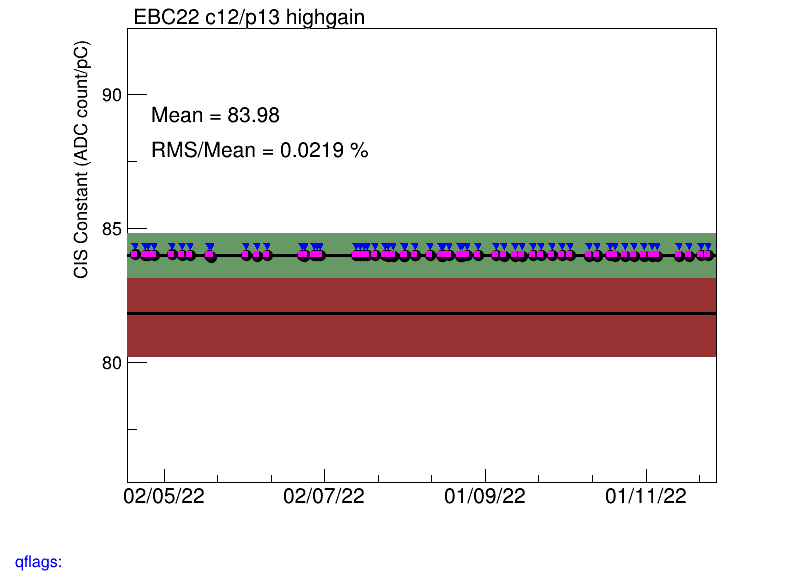 EBC22 c12/p13 highgain
CIS Constant (ADC count/pC)
90
Mean = 83.98
RMS/Mean = 0.0219 %
85
80
02/05/22 02/07/22 01/09/22 01/11/22
qflags: